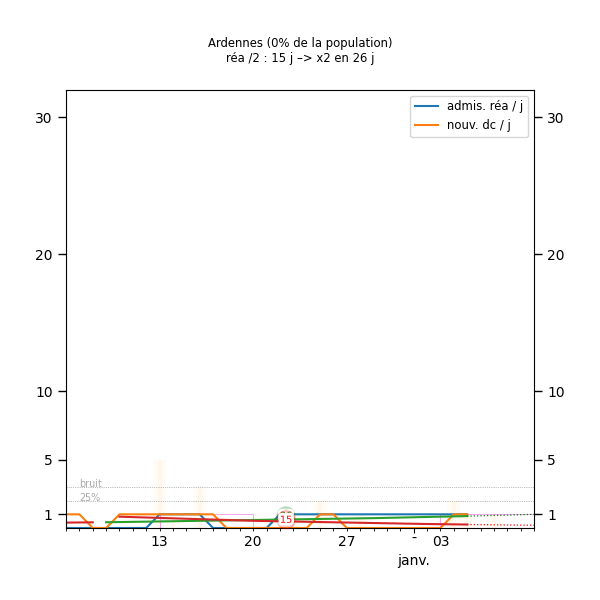 Ardennes (0% de la population)
réa /2 : 15 j –> x2 en 26 j
admis. réa / j
nouv. dc / j
30
30
20
20
10
10
5
5
bruit
25%
1
1
15
13
20
27
-
03
janv.